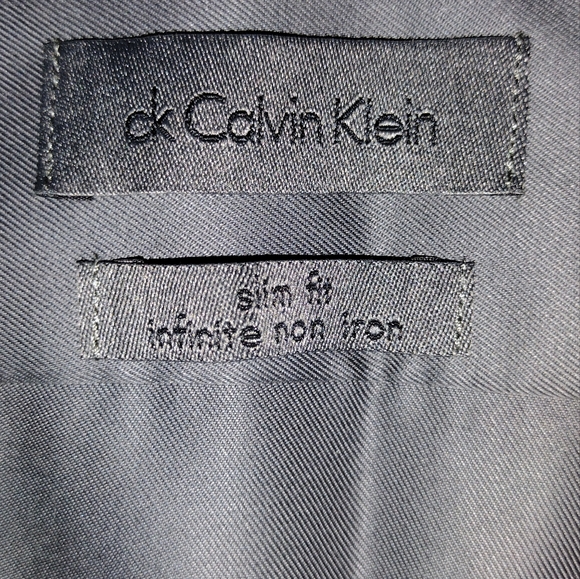 ck Calvin Klein
slim fit
infinite non iron